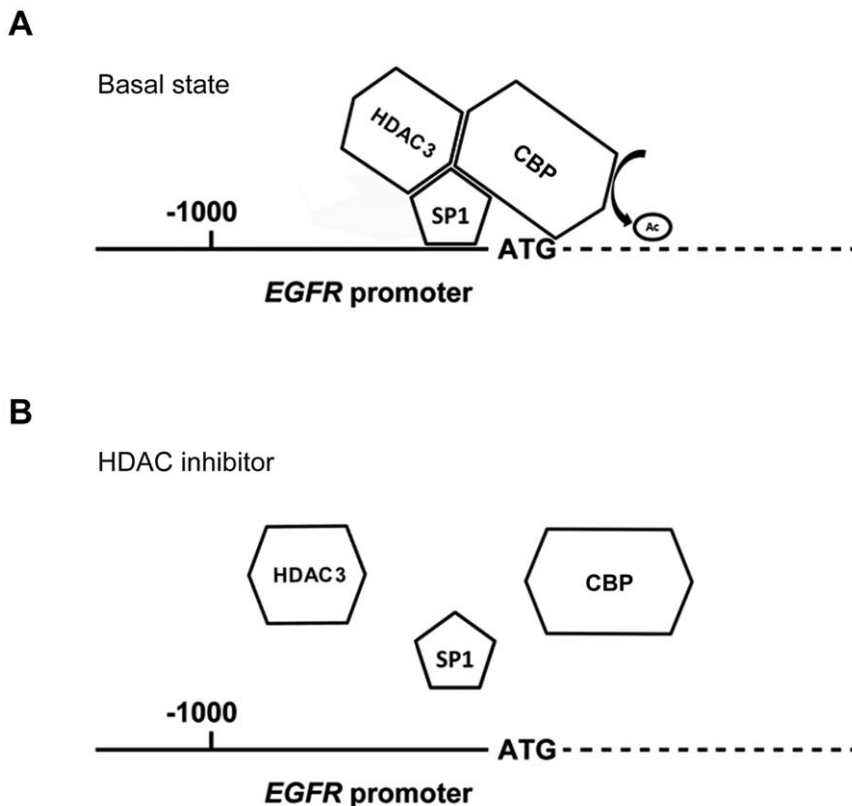 A
Basal state
HDAC3
CBP
SP1
Ac
-1000
ATG
EGFR promoter
B
HDAC inhibitor
HDAC3
CBP
SP1
-1000
ATG
EGFR promoter